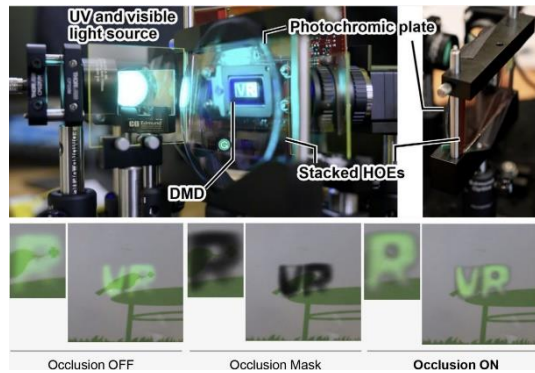 UV and visible
light source
Photochromic plate
VR
Stacked HOEs
DMD
VR
VR
R
VR
Occlusion OFF
Occlusion Mask
Occlusion ON